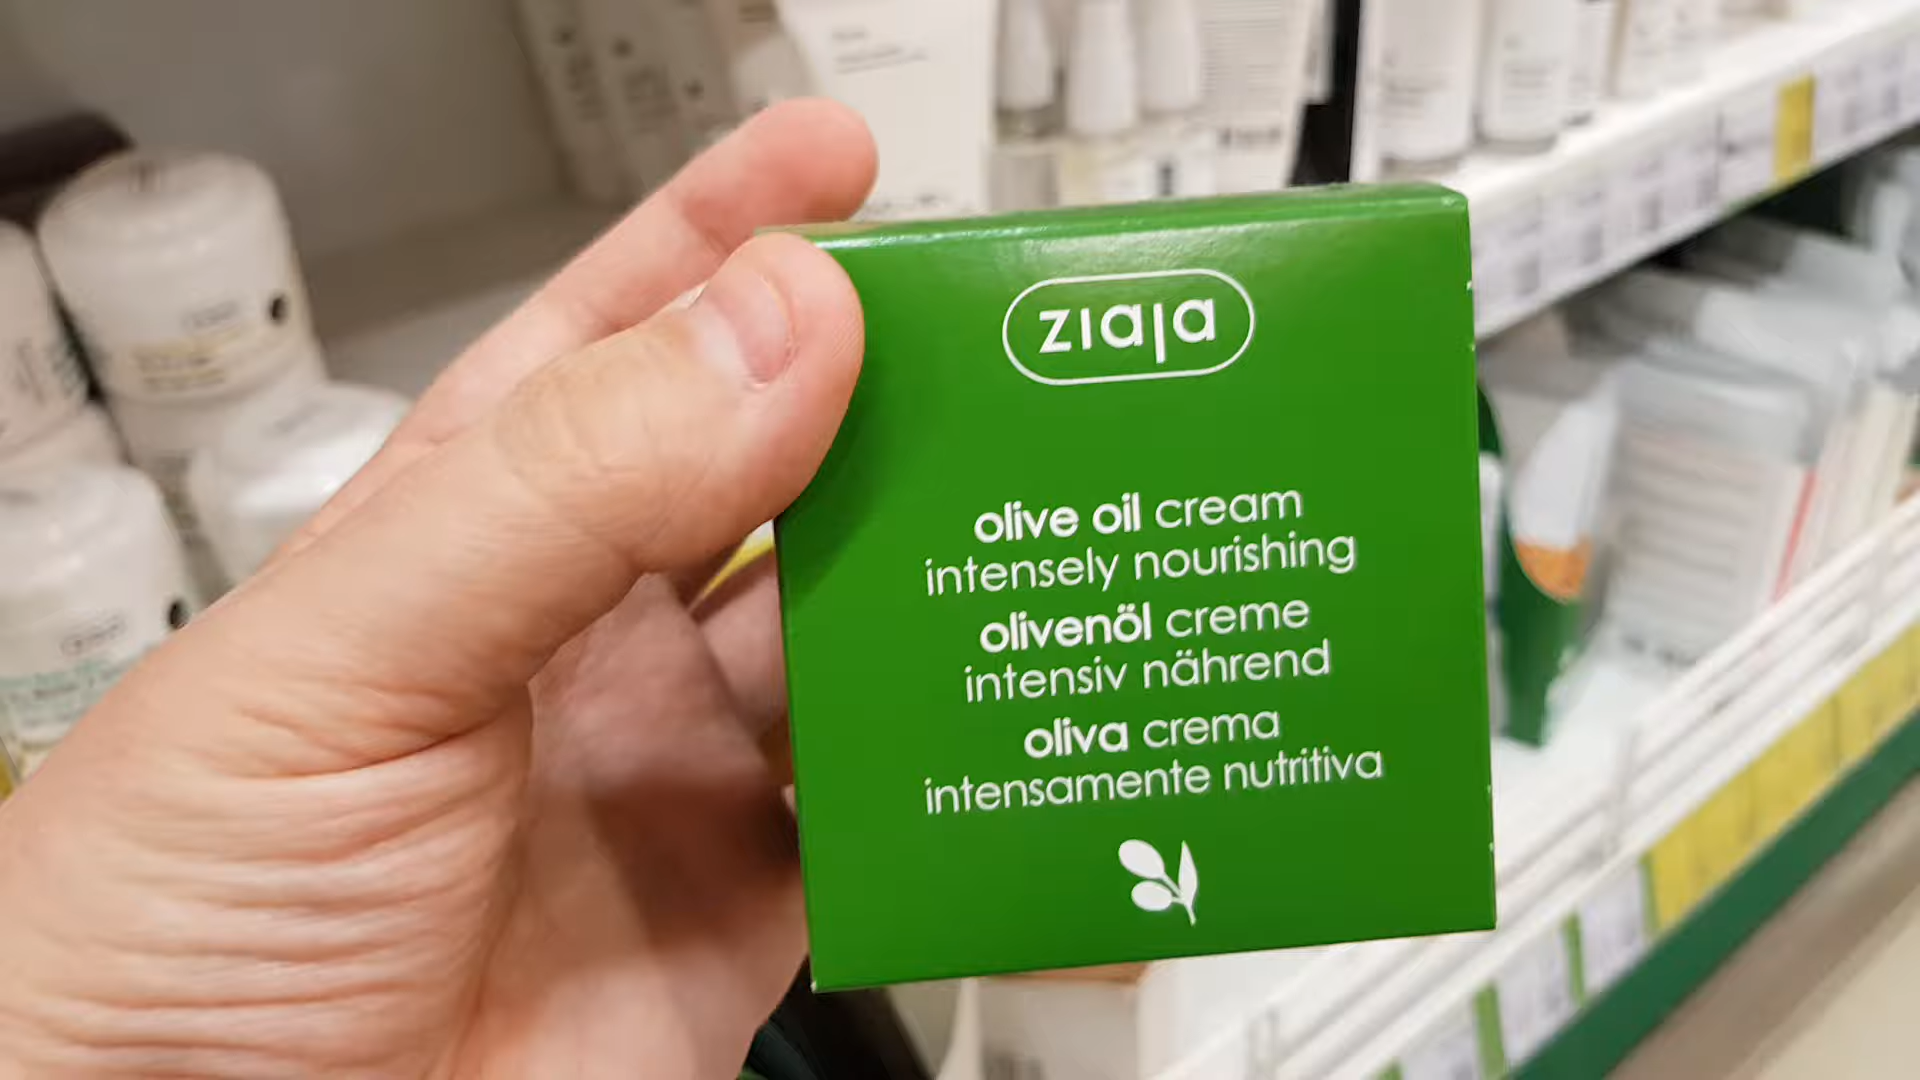 ziaja
olive oil cream
intensely nourishing
olivenöl creme
intensiv nährend
oliva crema
intensamente nutritiva